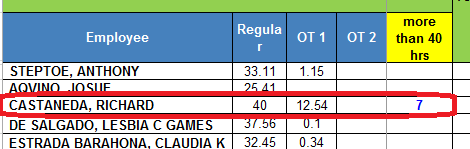 Employee Regular OT 1 OT 2 more than 40 hrs
STEPTOE, ANTHONY 33.11 1.15
AQVINO, JOSUE 25.41
CASTANEDA, RICHARD 40 12.54 7
DE SALGADO, LESBIA C GAMES 37.56 0.1
ESTRADA BARAHONA, CLAUDIA K 32.45 0.34